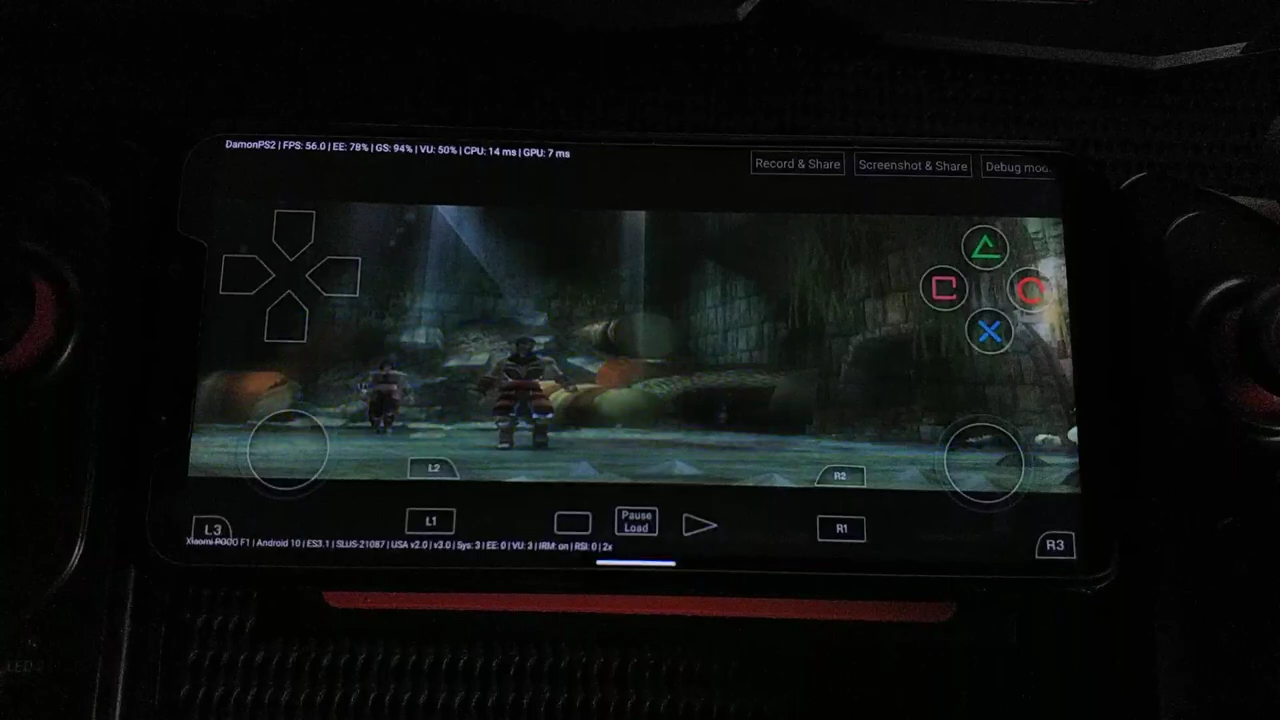 DamonPS2 | FPS: 56.0 | EE: 78% | GS: 94% | VU: 50% | CPU: 14 ms | GPU: 7 ms
Record & Share
Screenshot & Share
Debug mod.
L2
R2
L3
L1
Pause
Load
R1
R3
Xiaomi POCO F1 | Android 10 | ES3.1 | SLUS-21087 | USA v2.0 | v3.0 | Sys: 3 | EE: 0 | VU: 3 | IRM: on | RSI: 0 | 2x
LED